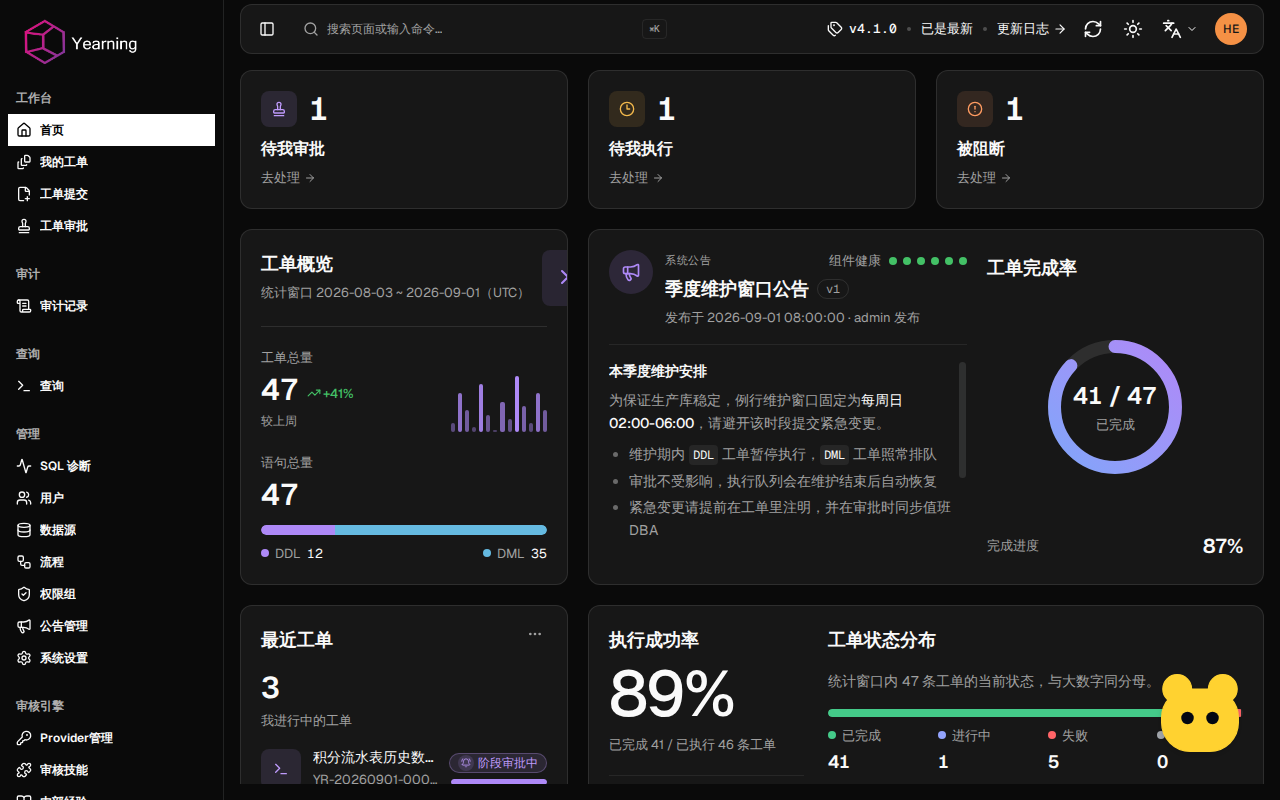 Yearning
工作台
首页
我的工单
工单提交
工单审批
审计
审计记录
查询
查询
管理
SQL 诊断
用户
数据源
流程
权限组
公告管理
系统设置
审核引擎
Provider管理
审核技能
搜索页面或输入命令...
⌘K
v4.1.0
已是最新
更新日志
HE
1
待我审批
去处理
1
待我执行
去处理
1
被阻断
去处理
工单概览
统计窗口 2026-08-03 ~ 2026-09-01（UTC）
工单总量
47 +41%
较上周
语句总量
47
DDL 12
DML 35
系统公告
组件健康
季度维护窗口公告 v1
发布于 2026-09-01 08:00:00 · admin 发布
本季度维护安排
为保证生产库稳定，例行维护窗口固定为每周日
02:00-06:00，请避开该时段提交紧急变更。
维护期内 DDL 工单暂停执行，DML 工单照常排队
审批不受影响，执行队列会在维护结束后自动恢复
紧急变更请提前在工单里注明，并在审批时同步值班
DBA
工单完成率
41 / 47
已完成
完成进度
87%
最近工单
3
我进行中的工单
积分流水表历史数...
YR-20260901-000...
阶段审批中
执行成功率
89%
已完成 41 / 已执行 46 条工单
工单状态分布
统计窗口内 47 条工单的当前状态，与大数字同分母。
已完成
进行中
失败
41
1
5
0